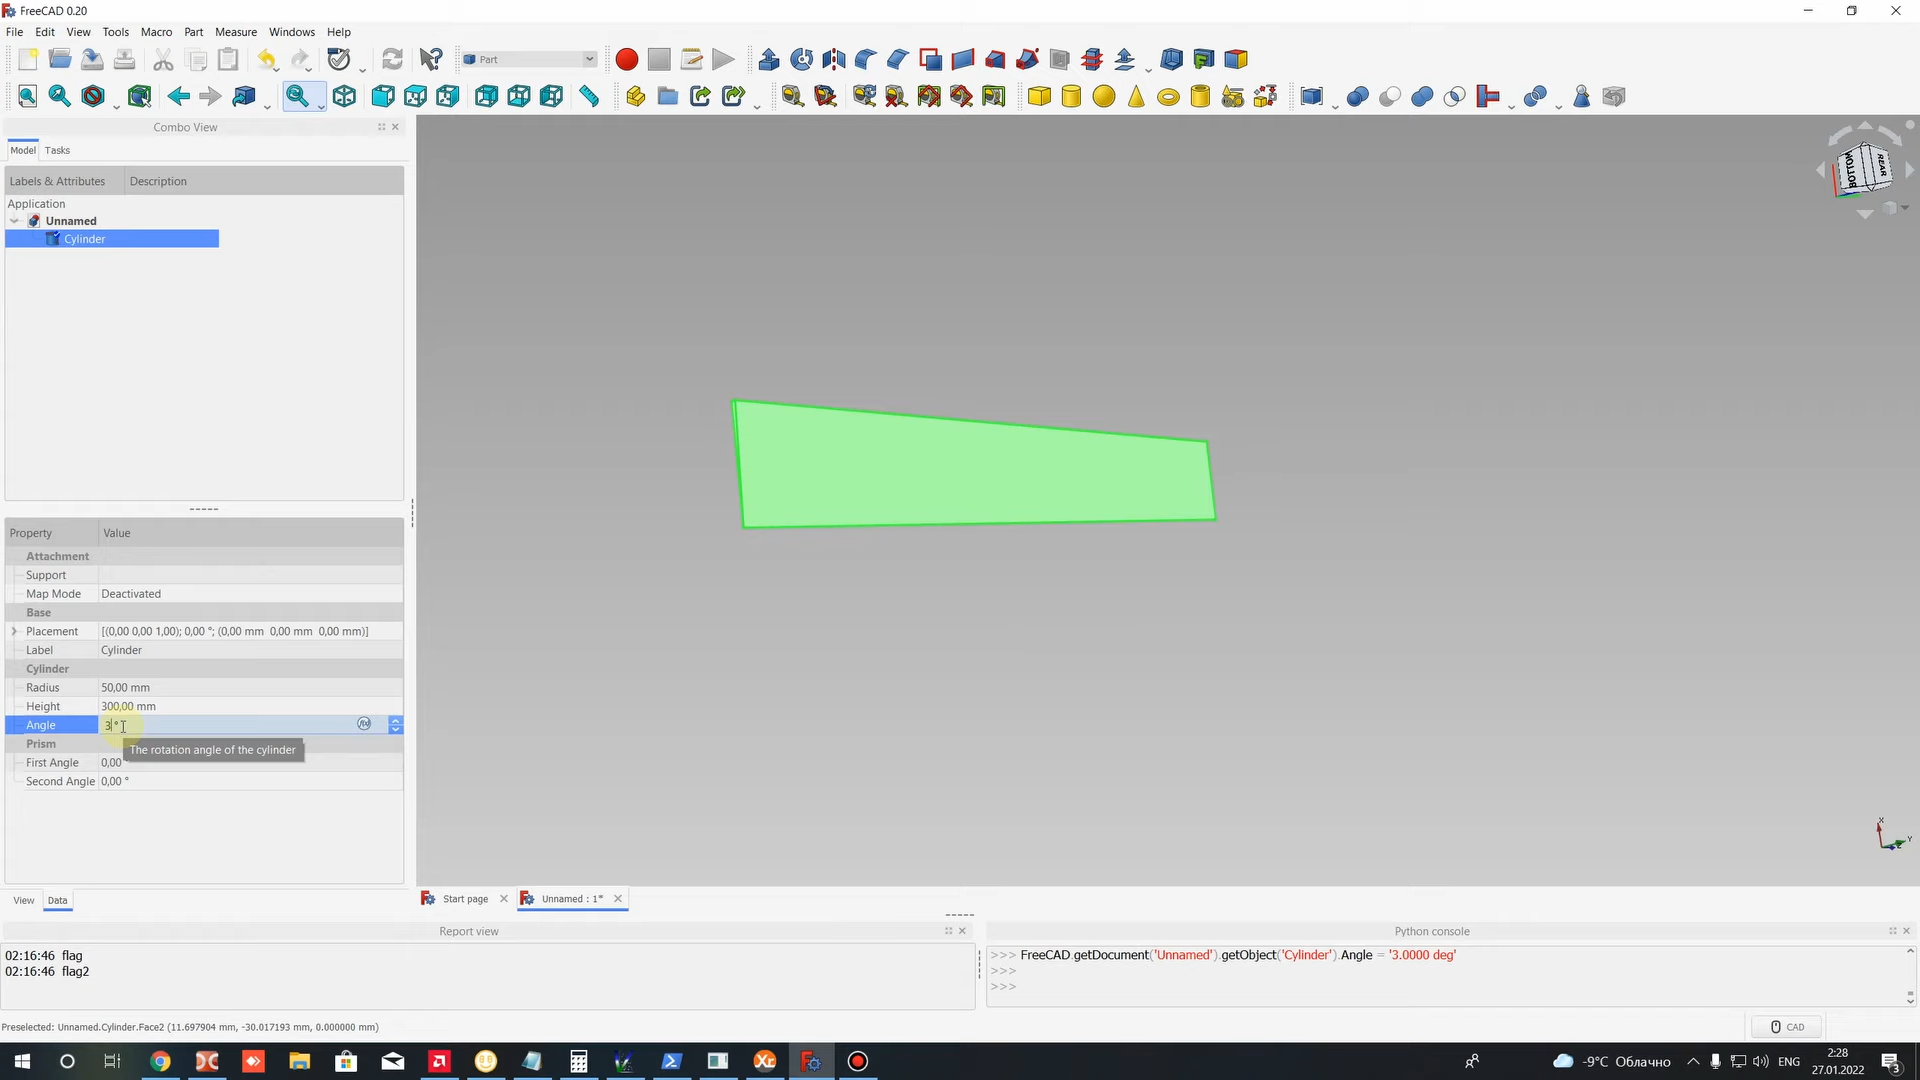 FreeCAD 0.20
File Edit View Tools Macro Part Measure Windows Help
Part
Combo View
Model Tasks
Labels & Attributes Description
Application
Unnamed
Cylinder
BOTTOM REAR
Property Value
Attachment
Support
Map Mode Deactivated
Base
Placement [(0,00 0,00 1,00); 0,00 °; (0,00 mm 0,00 mm 0,00 mm)]
Label Cylinder
Cylinder
Radius 50,00 mm
Height 300,00 mm
Angle 3 °
Prism
The rotation angle of the cylinder
First Angle 0,00
Second Angle 0,00 °
X
Y
View Data
Start page Unnamed : 1*
Report view
02:16:46 flag
02:16:46 flag2
Python console
>>> FreeCAD.getDocument('Unnamed').getObject('Cylinder').Angle = '3.0000 deg'
>>>
>>>
Preselected: Unnamed.Cylinder.Face2 (11.697904 mm, -30.017193 mm, 0.000000 mm)
CAD
-9°C Облачно ENG 2:28
27.01.2022
3